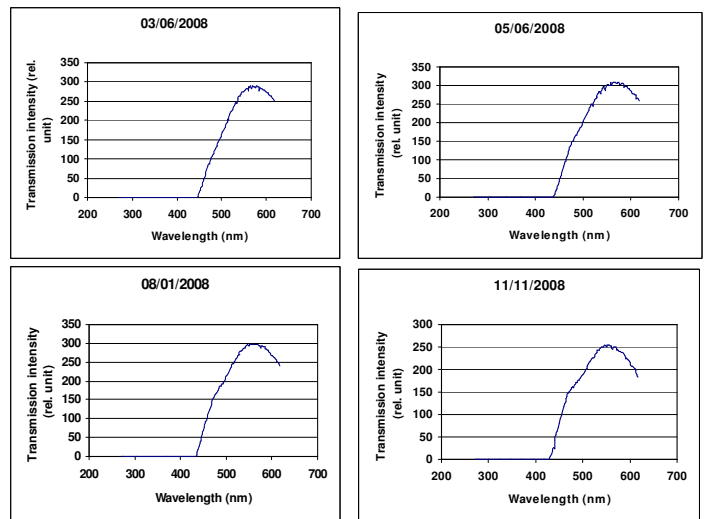 03/06/2008
Transmission intensity (rel.
unit)
350
300
250
200
150
100
50
0
200 300 400 500 600 700
Wavelength (nm)
05/06/2008
Transmission intensity
(rel. unit)
350
300
250
200
150
100
50
0
200 300 400 500 600 700
Wavelength (nm)
08/01/2008
Transmission intensity
(rel. unit)
350
300
250
200
150
100
50
0
200 300 400 500 600 700
Wavelength (nm)
11/11/2008
Transmission intensity
(rel. unit)
300
250
200
150
100
50
0
200 300 400 500 600 700
Wavelength (nm)